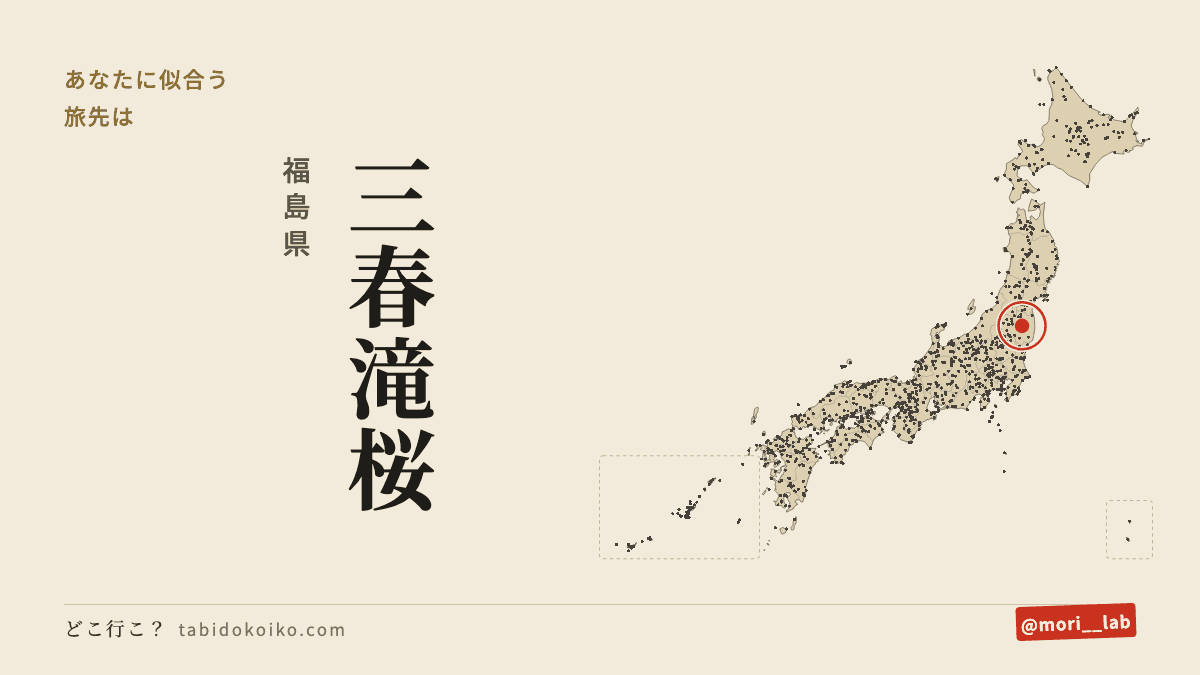 あなたに似合う
旅先は
三春滝桜
福島県
どこ行こ？ tabidokoiko.com
@mori__lab